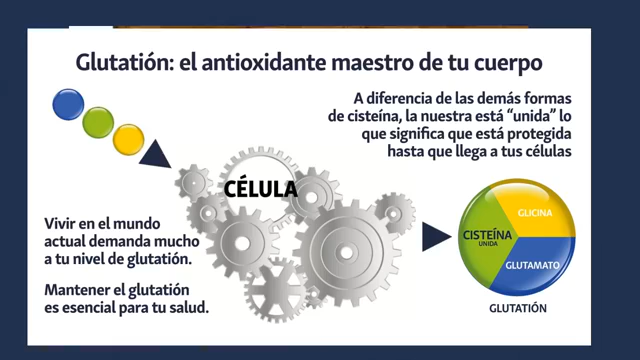 Glutatión: el antioxidante maestro de tu cuerpo
A diferencia de las demás formas
de cisteína, la nuestra está “unida” lo
que significa que está protegida
hasta que llega a tus células
CÉLULA
Vivir en el mundo
actual demanda mucho
a tu nivel de glutatión.
Mantener el glutatión
es esencial para tu salud.
GLICINA
CISTEÍNA
UNIDA
GLUTAMATO
GLUTATIÓN